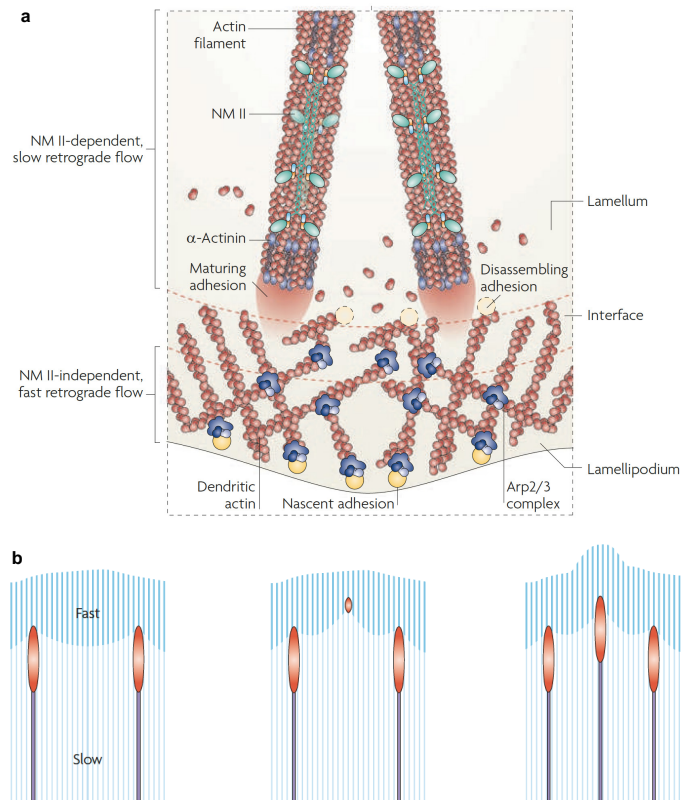 a
Actin
filament
NM II-dependent,
slow retrograde flow
NM II
Lamellum
α-Actinin
Maturing
adhesion
Disassembling
adhesion
Interface
NM II-independent,
fast retrograde flow
Lamellipodium
Dendritic
actin
Nascent adhesion
Arp2/3
complex
b
Fast
Slow